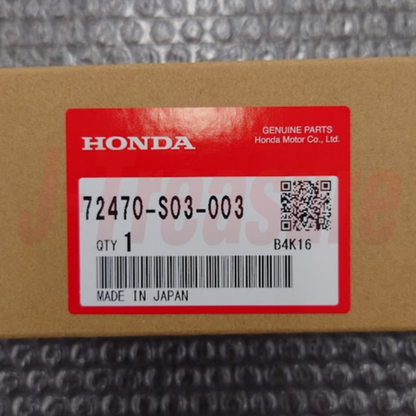 HONDA
GENUINE PARTS
Honda Motor Co., Ltd.
72470-S03-003
QTY 1
B4K16
MADE IN JAPAN